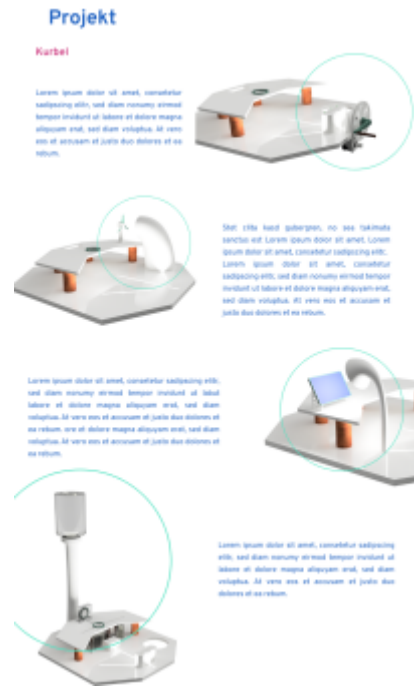 Projekt
Kurbel
Lorem ipsum dolor sit amet, consetetur
sadipscing elitr, sed diam nonumy eirmod
tempor invidunt ut labore et dolore magna
aliquyam erat, sed diam voluptua. At vero
eos et accusam et justo duo dolores et ea
rebum.
Stet clita kasd gubergren, no sea takimata
sanctus est Lorem ipsum dolor sit amet. Lorem
ipsum dolor sit amet, consetetur sadipscing elitr.
Lorem ipsum dolor sit amet, consetetur
sadipscing elitr, sed diam nonumy eirmod tempor
invidunt ut labore et dolore magna aliquyam erat,
sed diam voluptua. At vero eos et accusam et
justo duo dolores et ea rebum.
Lorem ipsum dolor sit amet, consetetur sadipscing elitr,
sed diam nonumy eirmod tempor invidunt ut labul
labore et dolore magna aliquyam erat, sed diam
voluptua. At vero eos et accusam et justo duo dolores et
ea rebum. ore et dolore magna aliquyam erat, sed diam
voluptua. At vero eos et accusam et justo duo dolores et
ea rebum.
Lorem ipsum dolor sit amet, consetetur sadipscing
elitr, sed diam nonumy eirmod tempor invidunt ut
labore et dolore magna aliquyam erat, sed diam
voluptua. At vero eos et accusam et justo duo
dolores et ea rebum.